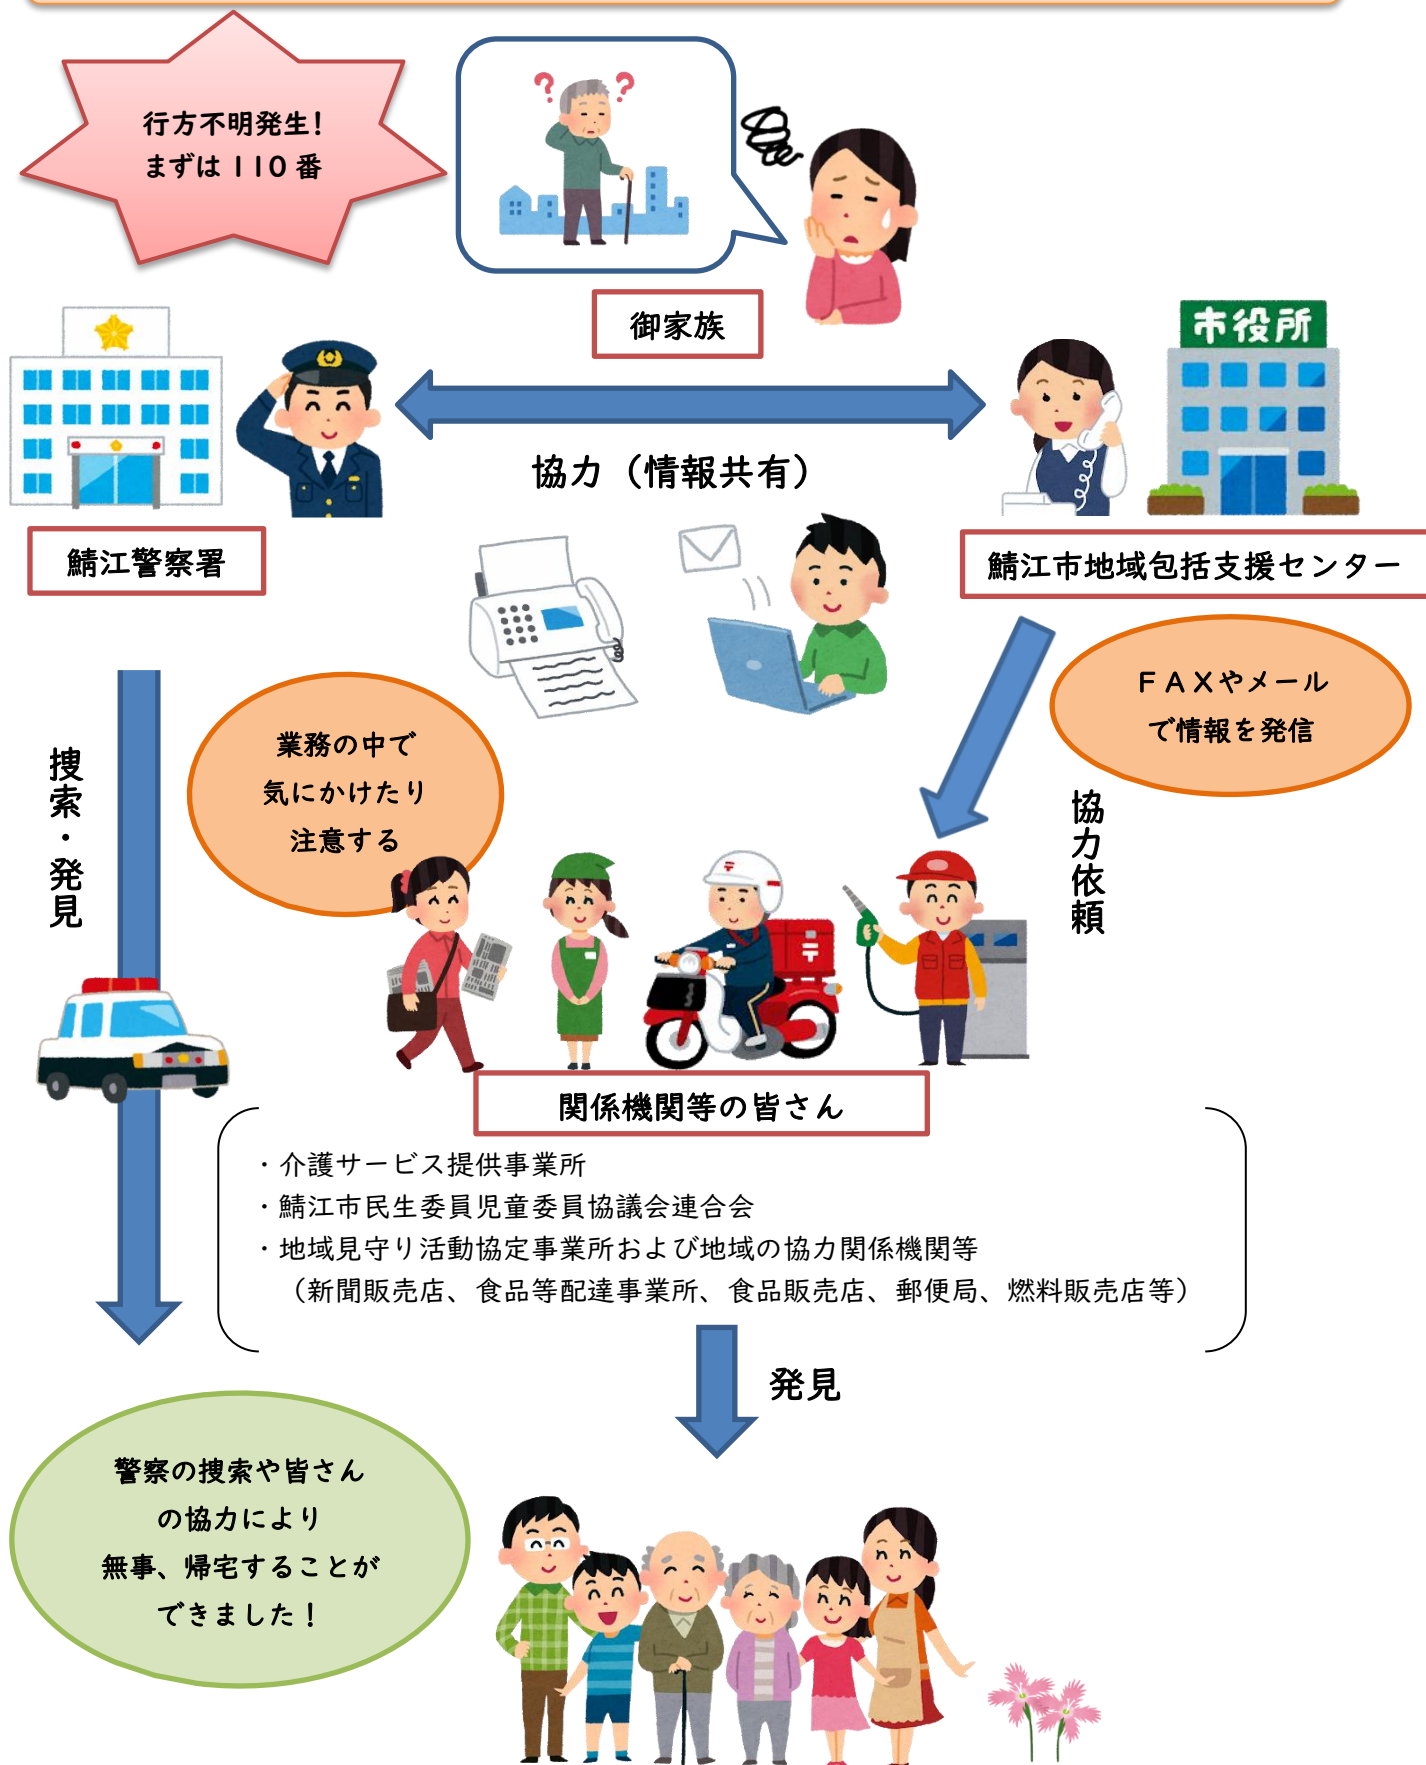 行方不明発生！
まずは110番
御家族
市役所
協力（情報共有）
鯖江警察署
鯖江市地域包括支援センター
ＦＡＸやメール
で情報を発信
業務の中で
気にかけたり
注意する
捜索・発見
協力依頼
関係機関等の皆さん
・介護サービス提供事業所
・鯖江市民生委員児童委員協議会連合会
・地域見守り活動協定事業所および地域の協力関係機関等
（新聞販売店、食品等配達事業所、食品販売店、郵便局、燃料販売店等）
発見
警察の捜索や皆さん
の協力により
無事、帰宅することが
できました！